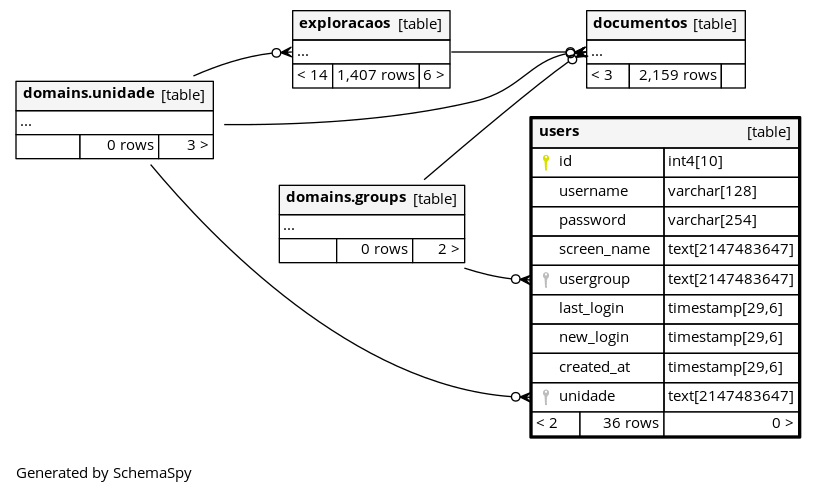 exploracaos [table]
...
< 14 1,407 rows 6 >
documentos [table]
...
< 3 2,159 rows
domains.unidade [table]
...
0 rows 3 >
domains.groups [table]
...
0 rows 2 >
users [table]
id int4[10]
username varchar[128]
password varchar[254]
screen_name text[2147483647]
usergroup text[2147483647]
last_login timestamp[29,6]
new_login timestamp[29,6]
created_at timestamp[29,6]
unidade text[2147483647]
< 2 36 rows 0 >
Generated by SchemaSpy